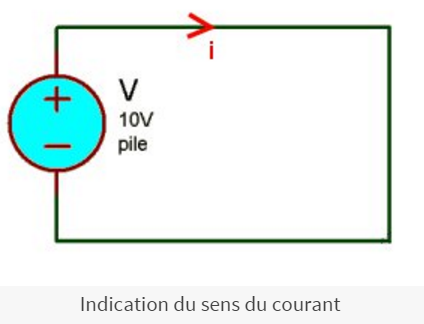 i
+
V
10V
pile
−
Indication du sens du courant